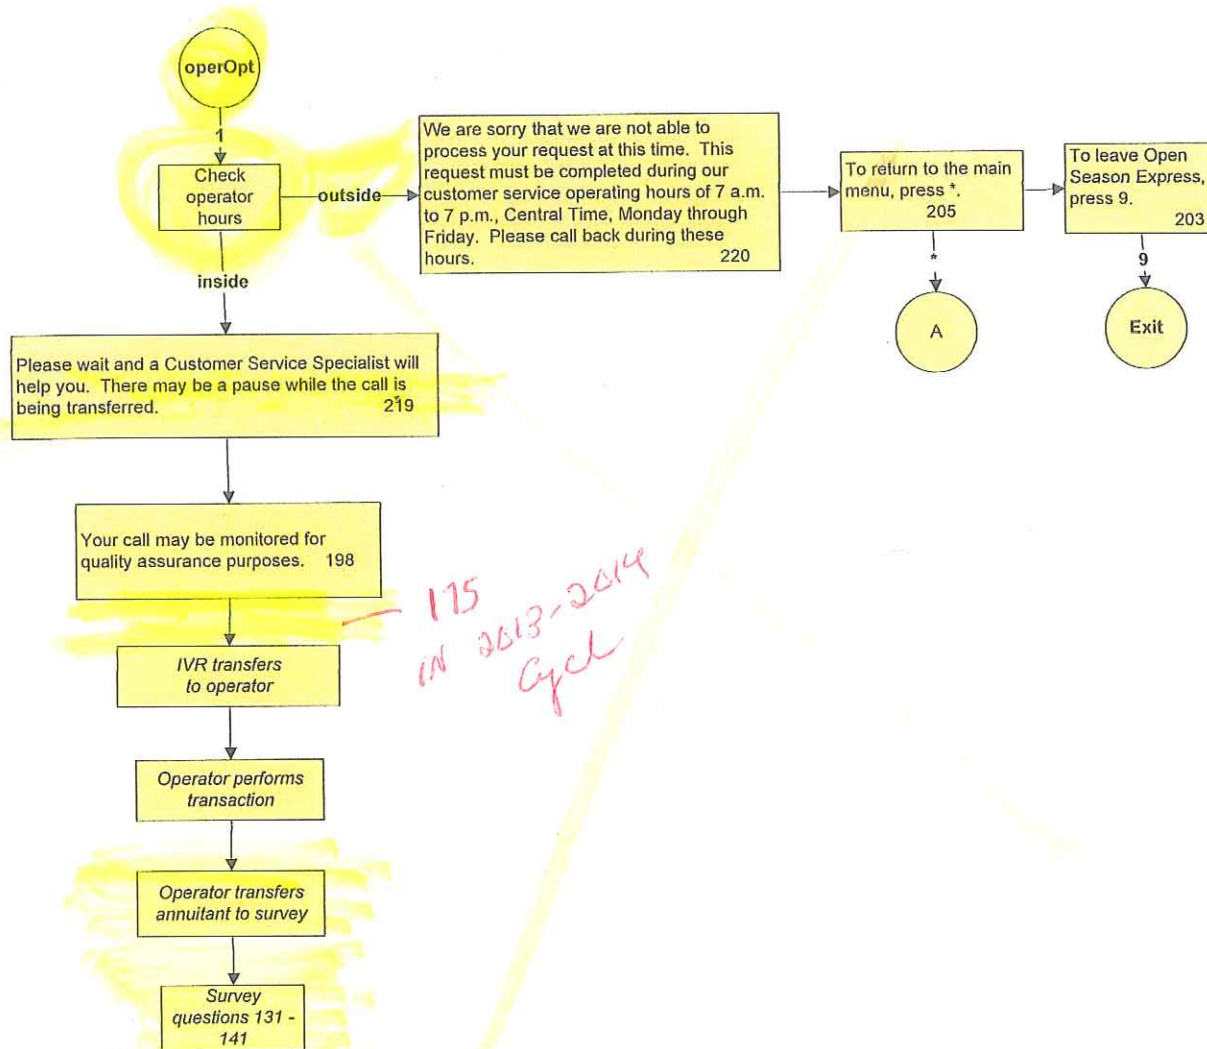 operOpt
1
Check
operator
hours
outside
We are sorry that we are not able to
process your request at this time. This
request must be completed during our
customer service operating hours of 7 a.m.
to 7 p.m., Central Time, Monday through
Friday. Please call back during these
hours. 220
To return to the main
menu, press *.
205
*
A
To leave Open
Season Express,
press 9.
203
9
Exit
inside
Please wait and a Customer Service Specialist will
help you. There may be a pause while the call is
being transferred. 219
Your call may be monitored for
quality assurance purposes. 198
175
IN 2013-2014
Cycl
IVR transfers
to operator
Operator performs
transaction
Operator transfers
annuitant to survey
Survey
questions 131 -
141